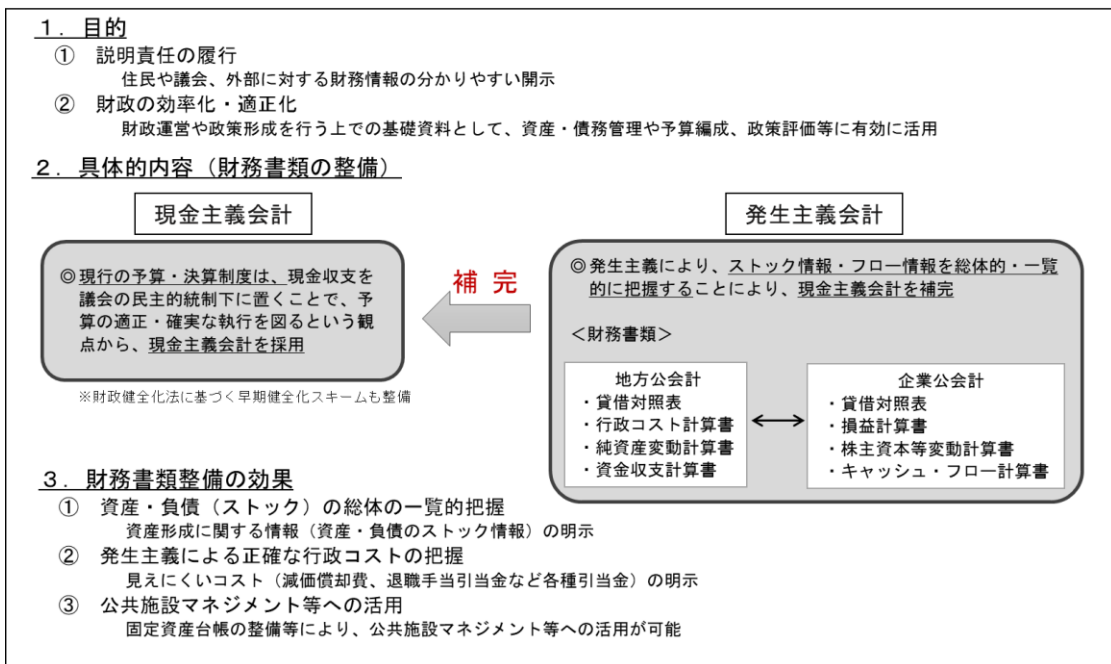 １．目的
① 説明責任の履行
住民や議会、外部に対する財務情報の分かりやすい開示
② 財政の効率化・適正化
財政運営や政策形成を行う上での基礎資料として、資産・債務管理や予算編成、政策評価等に有効に活用
２．具体的内容（財務書類の整備）
現金主義会計
◎現行の予算・決算制度は、現金収支を
議会の民主的統制下に置くことで、予
算の適正・確実な執行を図るという観
点から、現金主義会計を採用
※財政健全化法に基づく早期健全化スキームも整備
補 完
発生主義会計
◎発生主義により、ストック情報・フロー情報を総体的・一覧
的に把握することにより、現金主義会計を補完
＜財務書類＞
地方公会計
・貸借対照表
・行政コスト計算書
・純資産変動計算書
・資金収支計算書
企業公会計
・貸借対照表
・損益計算書
・株主資本等変動計算書
・キャッシュ・フロー計算書
３．財務書類整備の効果
① 資産・負債（ストック）の総体の一覧的把握
資産形成に関する情報（資産・負債のストック情報）の明示
② 発生主義による正確な行政コストの把握
見えにくいコスト（減価償却費、退職手当引当金など各種引当金）の明示
③ 公共施設マネジメント等への活用
固定資産台帳の整備等により、公共施設マネジメント等への活用が可能